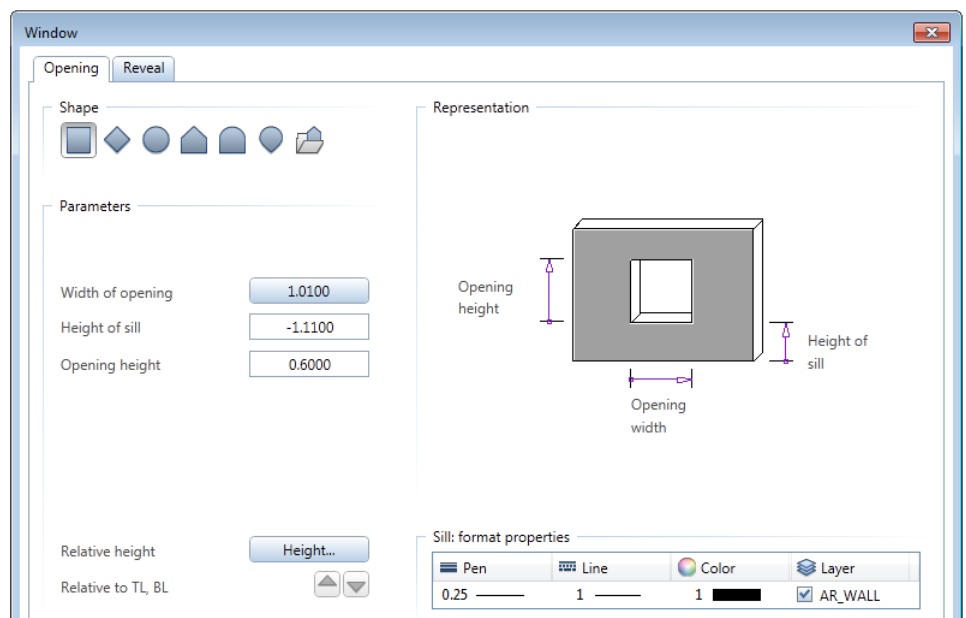 Window
Opening Reveal
Shape
Parameters
Width of opening 1.0100
Height of sill -1.1100
Opening height 0.6000
Relative height Height...
Relative to TL, BL
Representation
Opening
height
Height of
sill
Opening
width
Sill: format properties
Pen Line Color Layer
0.25 1 1 AR_WALL